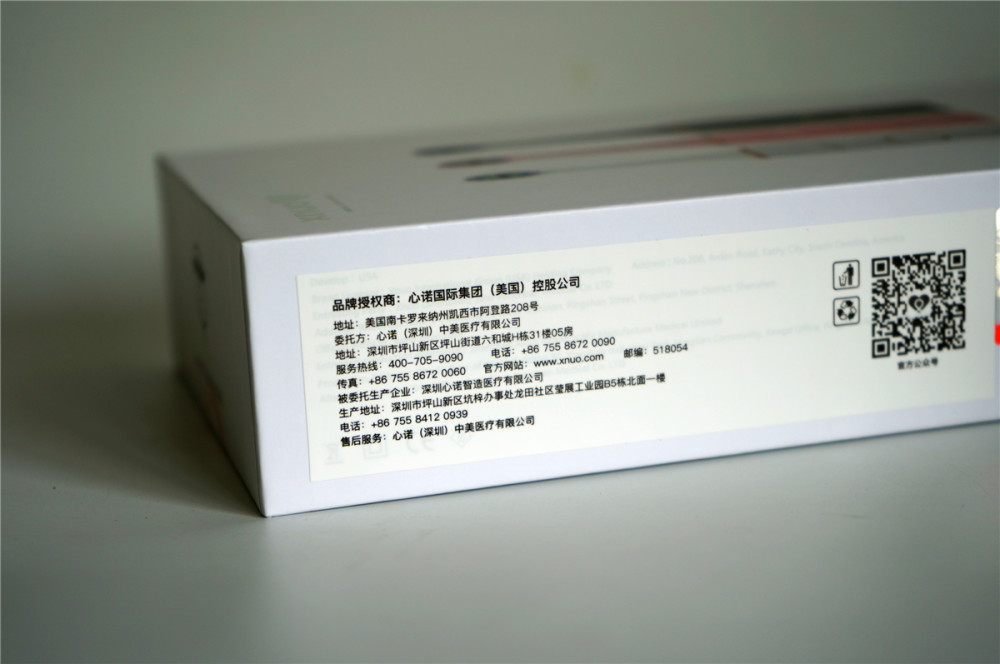 品牌授权商：心诺国际集团（美国）控股公司
地址：美国南卡罗来纳州凯西市阿登路208号
委托方：心诺（深圳）中美医疗有限公司
地址：深圳市坪山新区坪山街道六和城H栋31楼05房
服务热线：400-705-9090 电话：+86 755 8672 0090
传真：+86 755 8672 0060 官方网站：www.xnuo.com 邮编：518054
被委托生产企业：深圳心诺智造医疗有限公司
生产地址：深圳市坪山新区坑梓办事处龙田社区莹展工业园B5栋北面一楼
电话：+86 755 8412 0939
售后服务：心诺（深圳）中美医疗有限公司
官方公众号